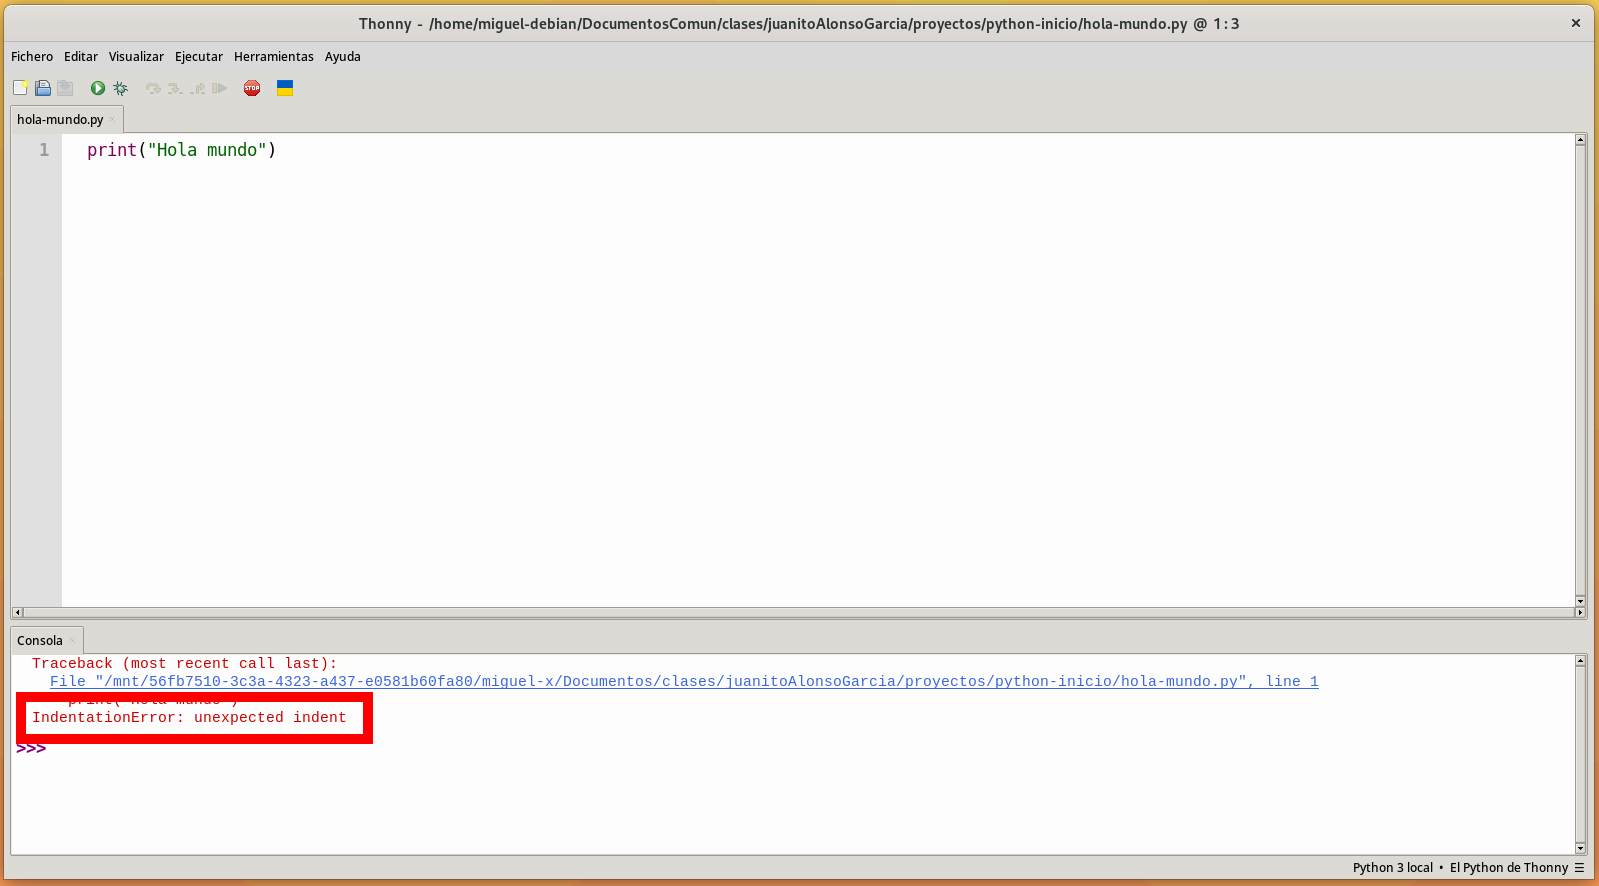 Thonny - /home/miguel-debian/DocumentosComun/clases/juanitoAlonsoGarcia/proyectos/python-inicio/hola-mundo.py @ 1:3
Fichero Editar Visualizar Ejecutar Herramientas Ayuda
STOP
hola-mundo.py
1 print("Hola mundo")
Consola
Traceback (most recent call last):
File "/mnt/56fb7510-3c3a-4323-a437-e0581b60fa80/miguel-x/Documentos/clases/juanitoAlonsoGarcia/proyectos/python-inicio/hola-mundo.py", line 1
print("Hola mundo")
IndentationError: unexpected indent
>>>
Python 3 local • El Python de Thonny ☰